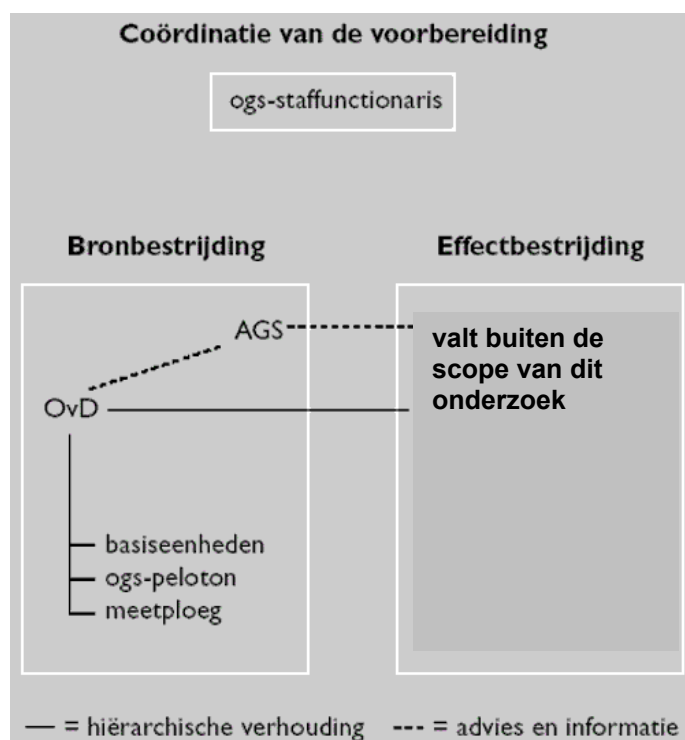 Coördinatie van de voorbereiding
ogs-staffunctionaris
Bronbestrijding
Effectbestrijding
AGS
valt buiten de
scope van dit
onderzoek
OvD
basiseenheden
ogs-peloton
meetploeg
— = hiërarchische verhouding --- = advies en informatie